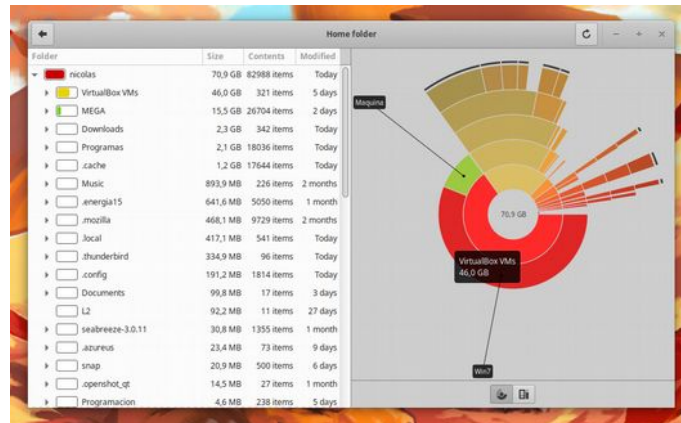 Home folder
Folder Size Contents Modified
nicolas 70,9 GB 82988 items Today
VirtualBox VMs 46,0 GB 321 items 5 days
MEGA 15,5 GB 26704 items 2 days
Downloads 2,3 GB 342 items Today
Programas 2,1 GB 18036 items Today
.cache 1,2 GB 17644 items Today
Music 893,9 MB 226 items 2 months
.energia15 641,6 MB 5050 items 1 month
.mozilla 468,1 MB 9729 items 2 months
.local 417,1 MB 541 items Today
.thunderbird 334,9 MB 96 items Today
.config 191,2 MB 1814 items Today
Documents 99,8 MB 17 items 3 days
L2 92,2 MB 11 items 27 days
seabreeze-3.0.11 30,8 MB 1355 items 1 month
.azureus 23,4 MB 73 items 9 days
snap 20,9 MB 500 items 6 days
.openshot_qt 14,5 MB 27 items 1 month
Programacion 4,6 MB 238 items 5 days
Maquina
70,9 GB
VirtualBox VMs
46,0 GB
Win7